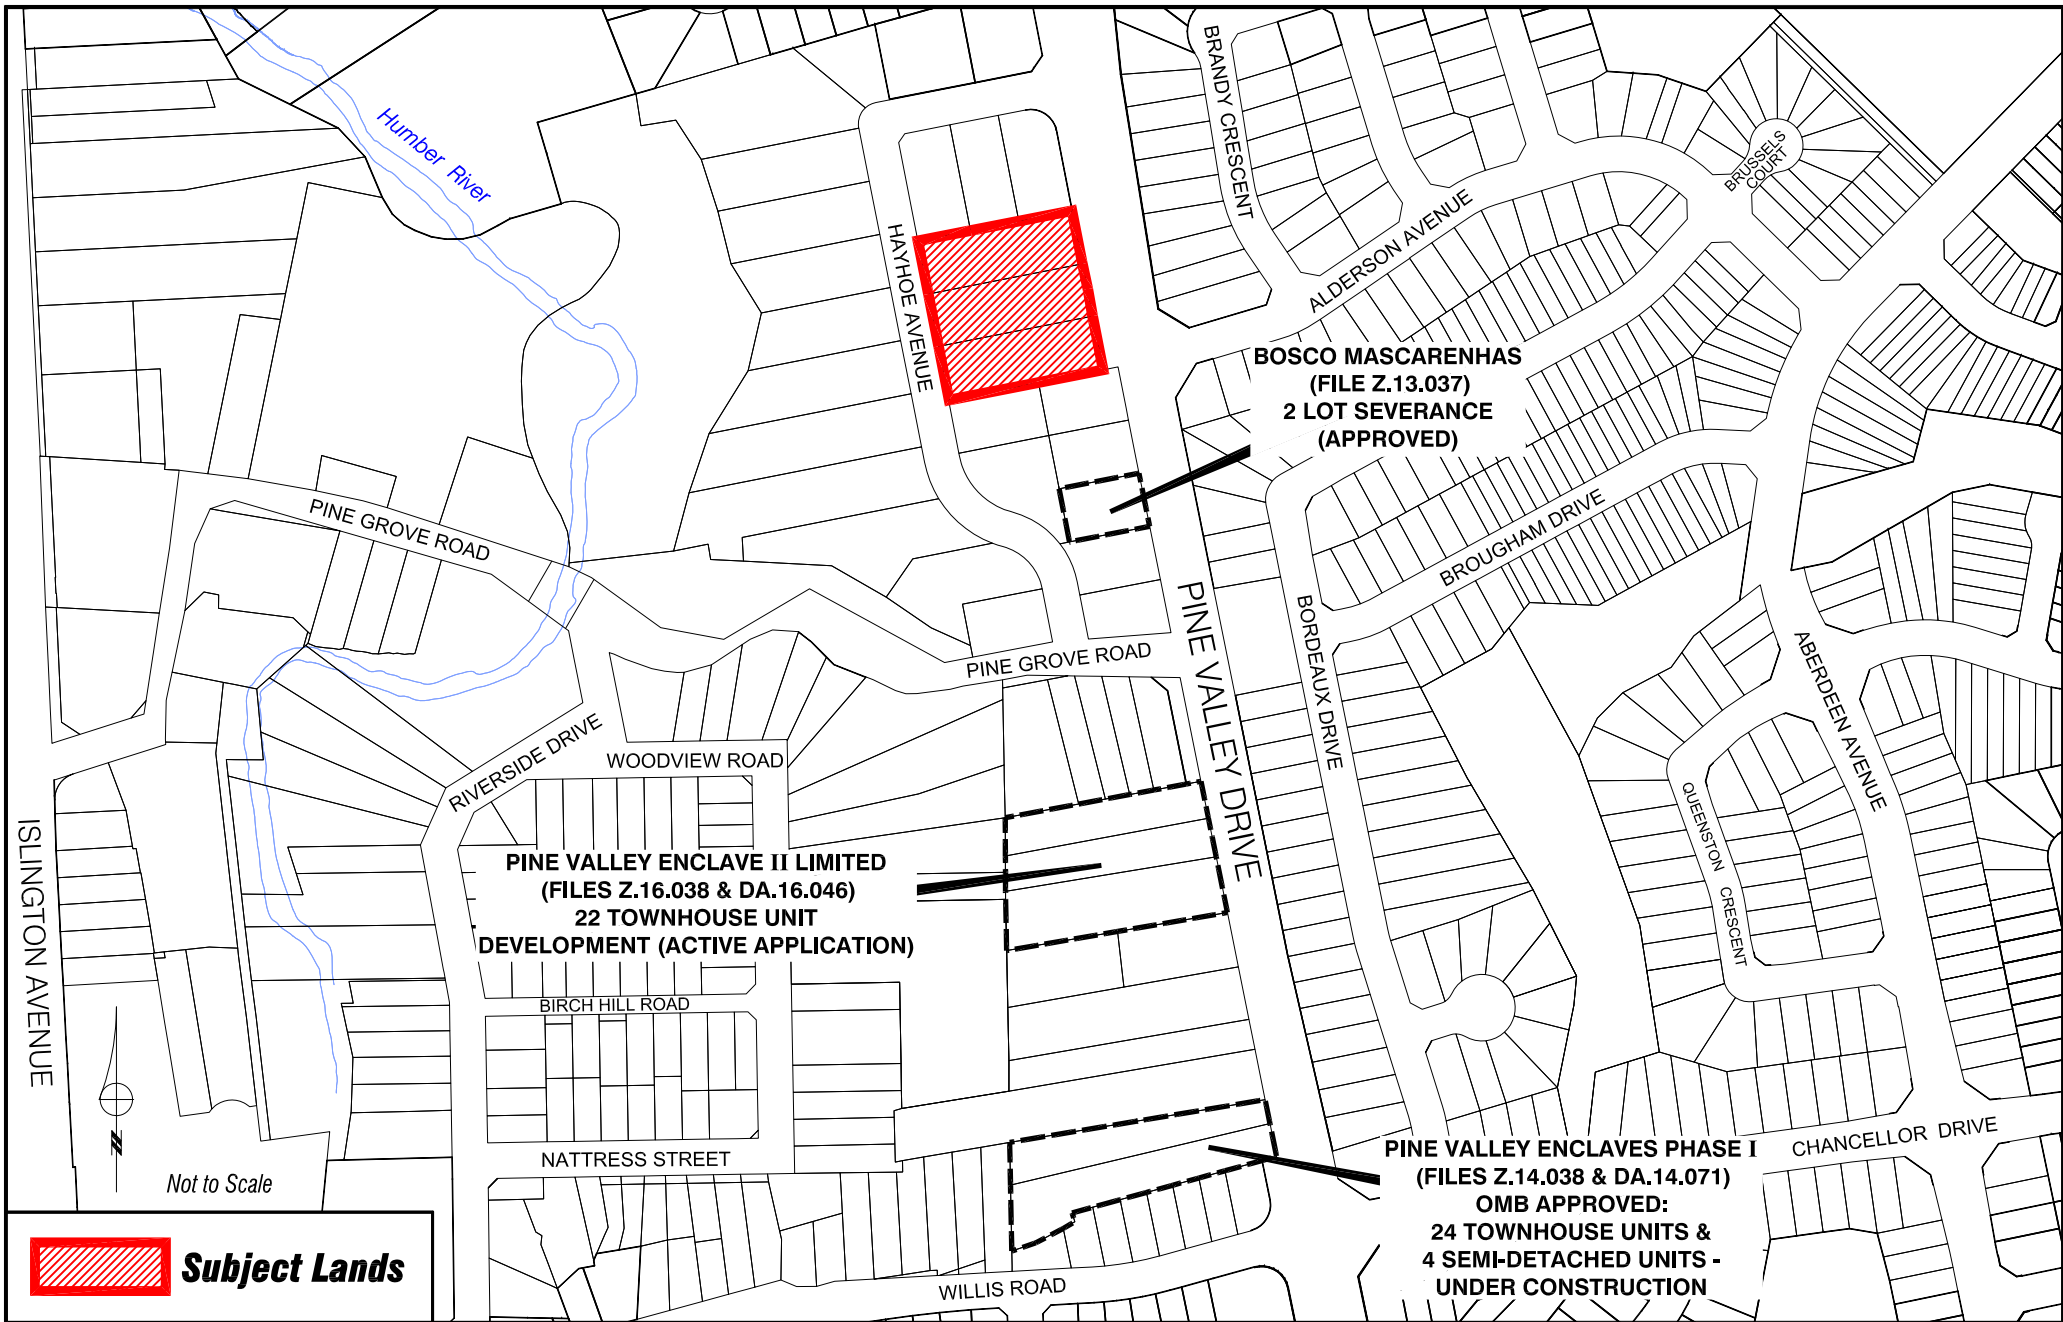 Humber River
BRANDY CRESCENT
BRUSSELS
COURT
HAYHOE AVENUE
ALDERSON AVENUE
BOSCO MASCARENHAS
(FILE Z.13.037)
2 LOT SEVERANCE
(APPROVED)
PINE GROVE ROAD
BROUGHAM DRIVE
PINE GROVE ROAD
PINE VALLEY DRIVE
BORDEAUX DRIVE
ABERDEEN AVENUE
RIVERSIDE DRIVE
WOODVIEW ROAD
QUEENSTON CRESCENT
ISLINGTON AVENUE
PINE VALLEY ENCLAVE II LIMITED
(FILES Z.16.038 & DA.16.046)
22 TOWNHOUSE UNIT
DEVELOPMENT (ACTIVE APPLICATION)
BIRCH HILL ROAD
NATTRESS STREET
CHANCELLOR DRIVE
PINE VALLEY ENCLAVES PHASE I
(FILES Z.14.038 & DA.14.071)
OMB APPROVED:
24 TOWNHOUSE UNITS &
4 SEMI-DETACHED UNITS -
UNDER CONSTRUCTION
WILLIS ROAD
N
Not to Scale
Subject Lands